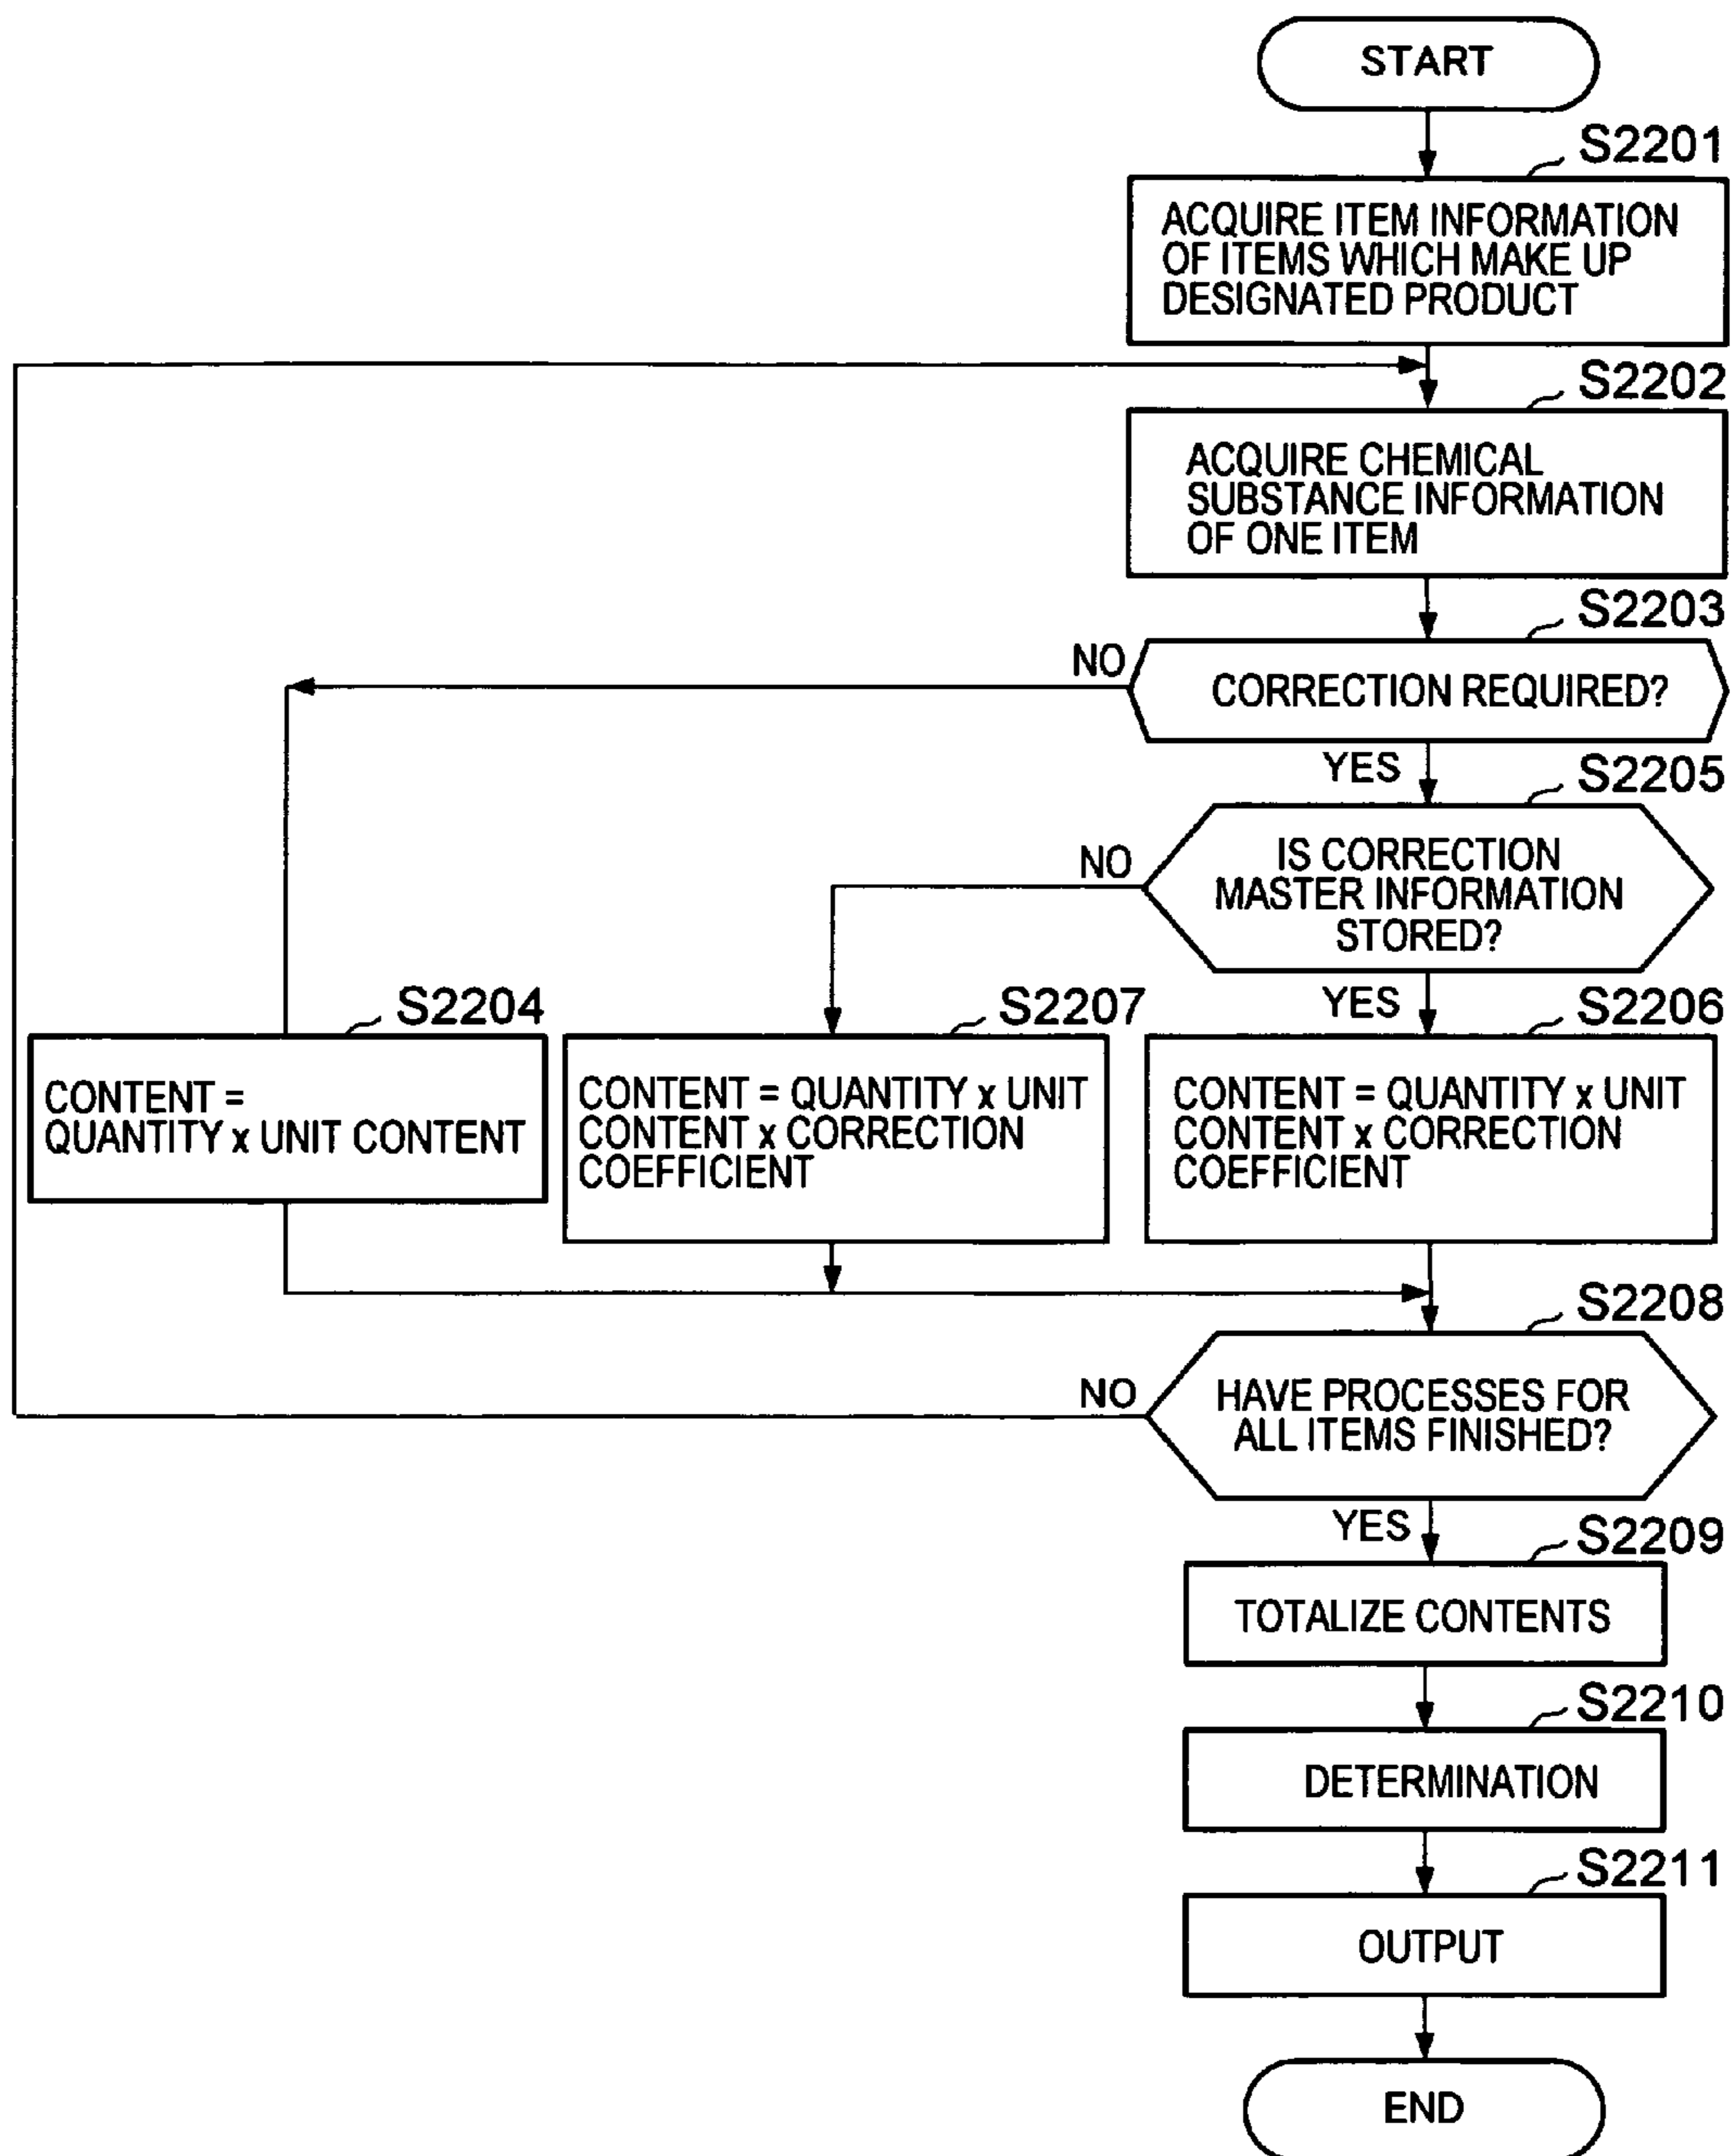 START
S2201
ACQUIRE ITEM INFORMATION
OF ITEMS WHICH MAKE UP
DESIGNATED PRODUCT
S2202
ACQUIRE CHEMICAL
SUBSTANCE INFORMATION
OF ONE ITEM
S2203
NO
CORRECTION REQUIRED?
YES
S2205
NO
IS CORRECTION
MASTER INFORMATION
STORED?
YES
S2204
CONTENT =
QUANTITY x UNIT CONTENT
S2207
CONTENT = QUANTITY x UNIT
CONTENT x CORRECTION
COEFFICIENT
S2206
CONTENT = QUANTITY x UNIT
CONTENT x CORRECTION
COEFFICIENT
S2208
NO
HAVE PROCESSES FOR
ALL ITEMS FINISHED?
YES
S2209
TOTALIZE CONTENTS
S2210
DETERMINATION
S2211
OUTPUT
END